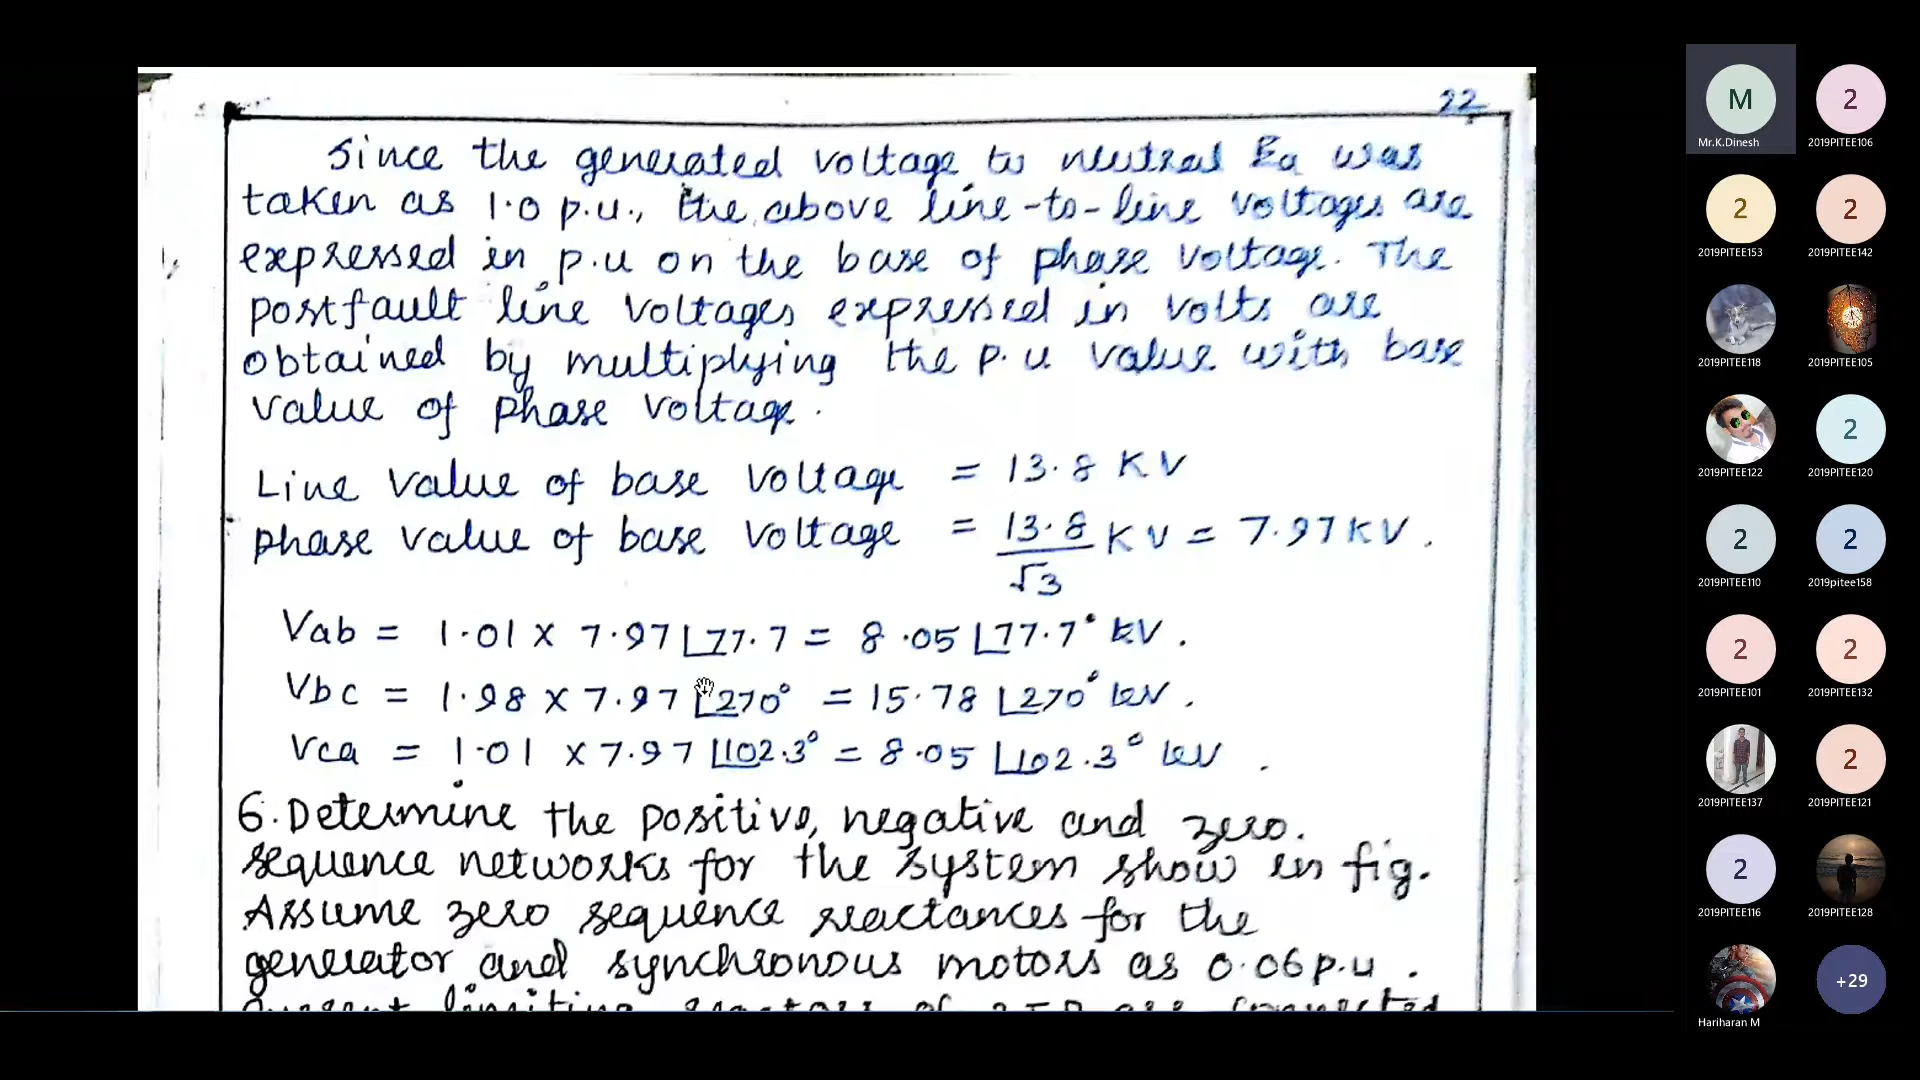 22
Since the generated voltage to neutral Ea was
taken as 1.0 p.u., the above line-to-line voltages are
expressed in p.u on the base of phase voltage. The
postfault line voltages expressed in volts are
obtained by multiplying the p.u value with base
value of phase voltage.
Line value of base voltage = 13.8 KV
phase value of base voltage = 13.8/√3 KV = 7.97 KV.
Vab = 1.01 x 7.97 ∠77.7 = 8.05 ∠77.7° kV.
Vbc = 1.98 x 7.97 ∠270° = 15.78 ∠270° kV.
Vca = 1.01 x 7.97 ∠102.3° = 8.05 ∠102.3° kV.
6. Determine the positive, negative and zero.
sequence networks for the system show in fig.
Assume zero sequence reactances for the
generator and synchronous motors as 0.06 p.u.
M
Mr.K.Dinesh
2
2019PITEE106
2
2019PITEE153
2
2019PITEE142
2019PITEE118
2019PITEE105
2019PITEE122
2
2019PITEE120
2
2019PITEE110
2
2019pitee158
2
2019PITEE101
2
2019PITEE132
2019PITEE137
2
2019PITEE121
2
2019PITEE116
2019PITEE128
Hariharan M
+29